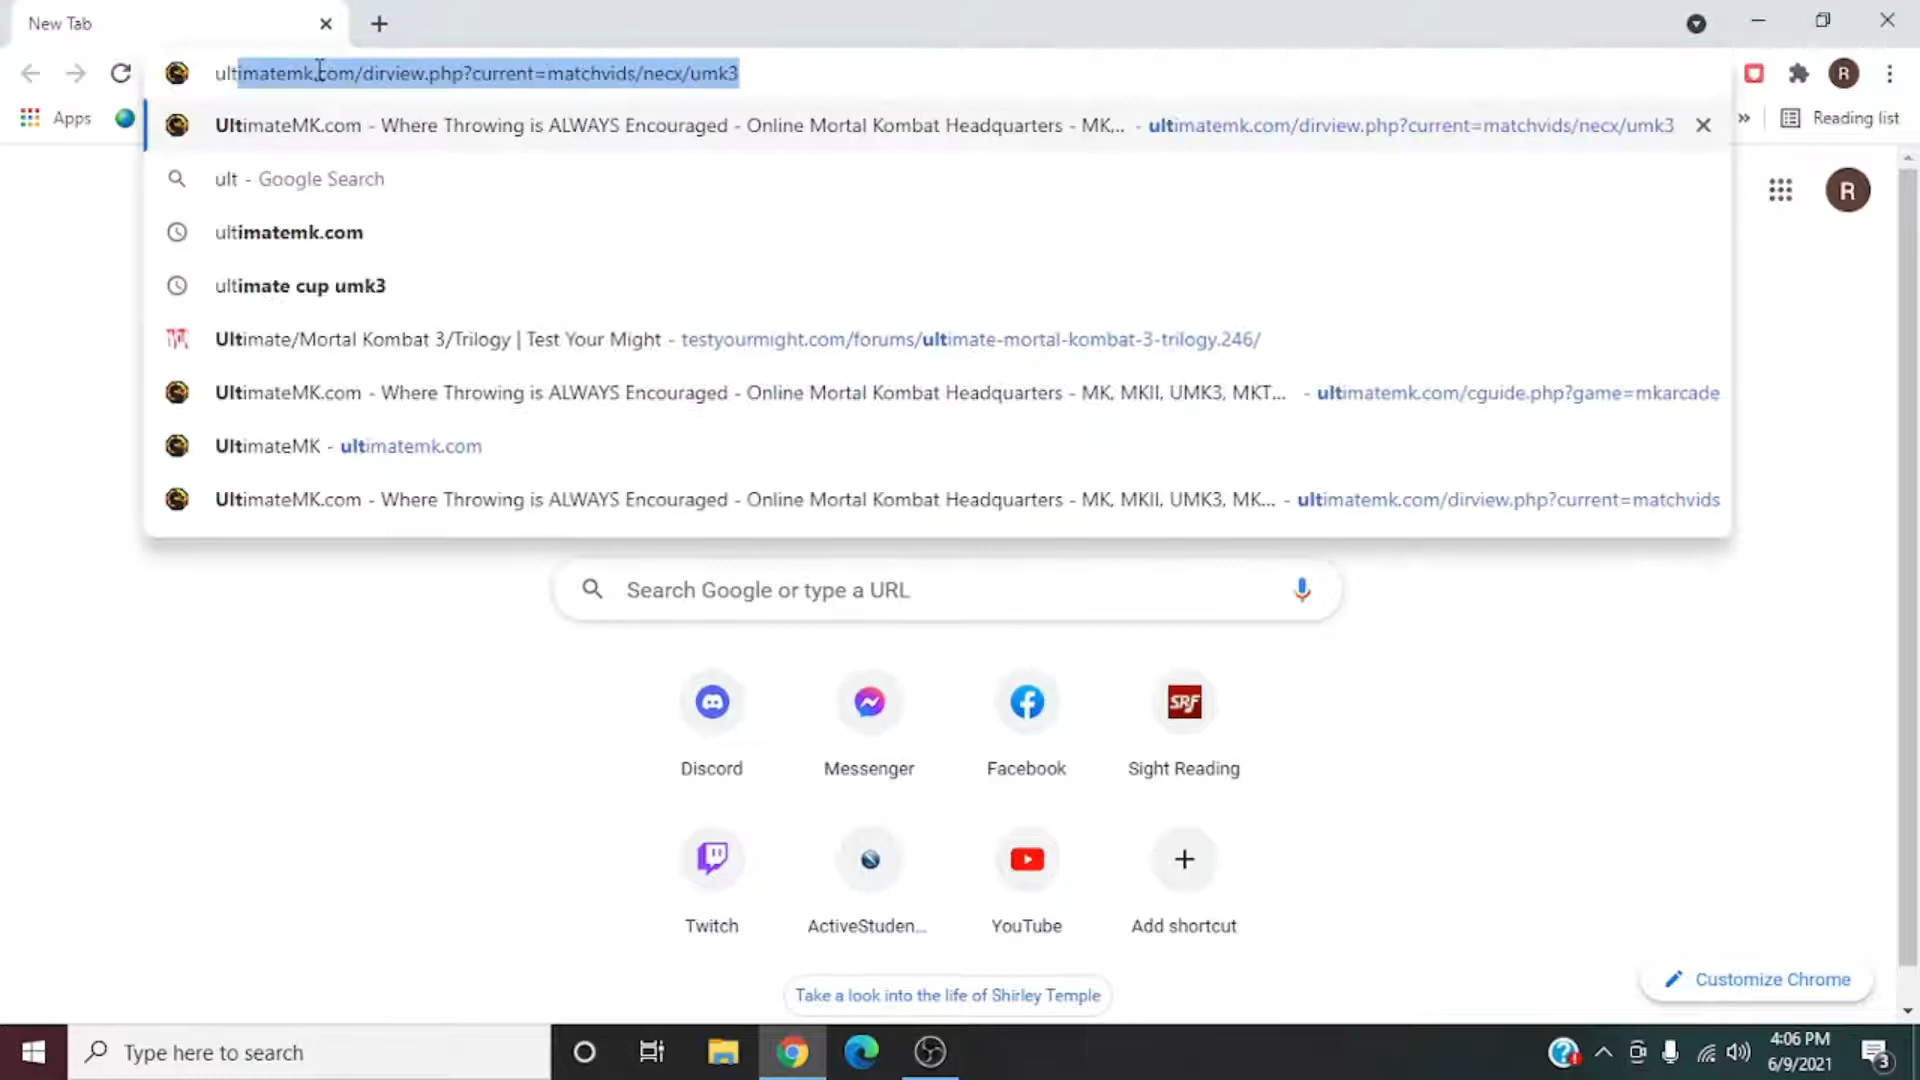 New Tab
ultimatemk.com/dirview.php?current=matchvids/necx/umk3
R
Apps
UltimateMK.com - Where Throwing is ALWAYS Encouraged - Online Mortal Kombat Headquarters - MK... - ultimatemk.com/dirview.php?current=matchvids/necx/umk3
» Reading list
ult - Google Search
R
ultimatemk.com
ultimate cup umk3
Ultimate/Mortal Kombat 3/Trilogy | Test Your Might - testyourmight.com/forums/ultimate-mortal-kombat-3-trilogy.246/
UltimateMK.com - Where Throwing is ALWAYS Encouraged - Online Mortal Kombat Headquarters - MK, MKII, UMK3, MKT... - ultimatemk.com/cguide.php?game=mkarcade
UltimateMK - ultimatemk.com
UltimateMK.com - Where Throwing is ALWAYS Encouraged - Online Mortal Kombat Headquarters - MK, MKII, UMK3, MK... - ultimatemk.com/dirview.php?current=matchvids
Search Google or type a URL
SRF
Discord Messenger Facebook Sight Reading
Twitch ActiveStuden... YouTube Add shortcut
Customize Chrome
Take a look into the life of Shirley Temple
Type here to search
4:06 PM
6/9/2021
3